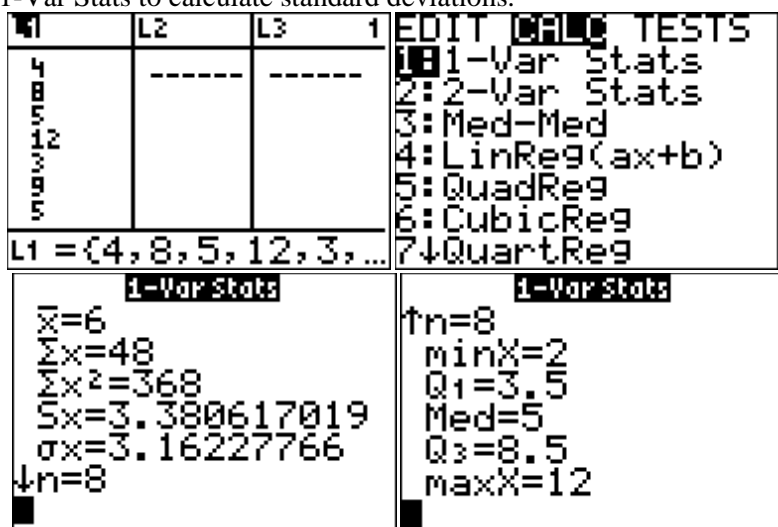 1-Var Stats to calculate standard deviations.
L1 L2 L3 1
4 ------ ------
8
5
12
3
9
5
L1 ={4,8,5,12,3,...
EDIT CALC TESTS
1:1-Var Stats
2:2-Var Stats
3:Med-Med
4:LinReg(ax+b)
5:QuadReg
6:CubicReg
7↓QuartReg
1-Var Stats
x̄=6
Σx=48
Σx²=368
Sx=3.380617019
σx=3.16227766
↓n=8
1-Var Stats
↑n=8
minX=2
Q₁=3.5
Med=5
Q₃=8.5
maxX=12